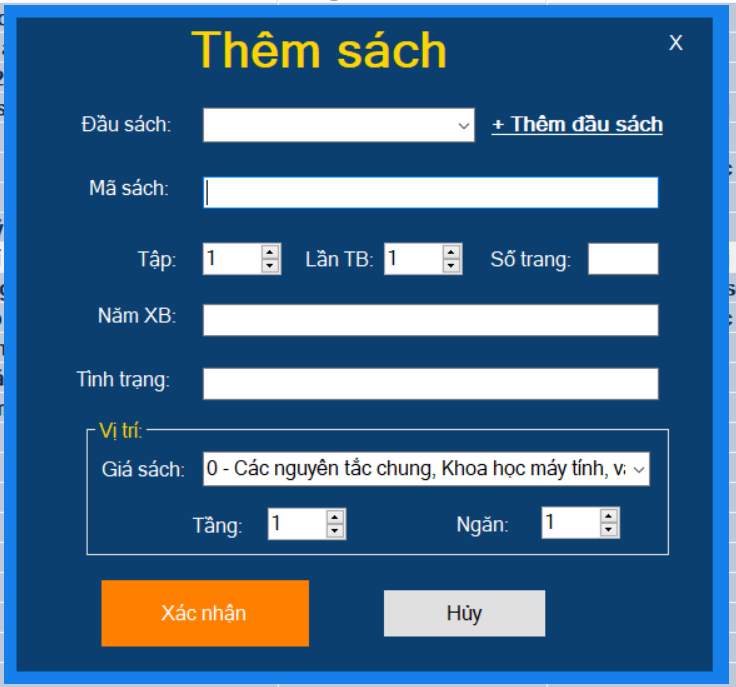 Thêm sách
X
Đầu sách:
+ Thêm đầu sách
Mã sách:
Tập: 1 Lần TB: 1 Số trang:
Năm XB:
Tình trạng:
Vị trí:
Giá sách: 0 - Các nguyên tắc chung, Khoa học máy tính,
Tầng: 1 Ngăn: 1
Xác nhận
Hủy